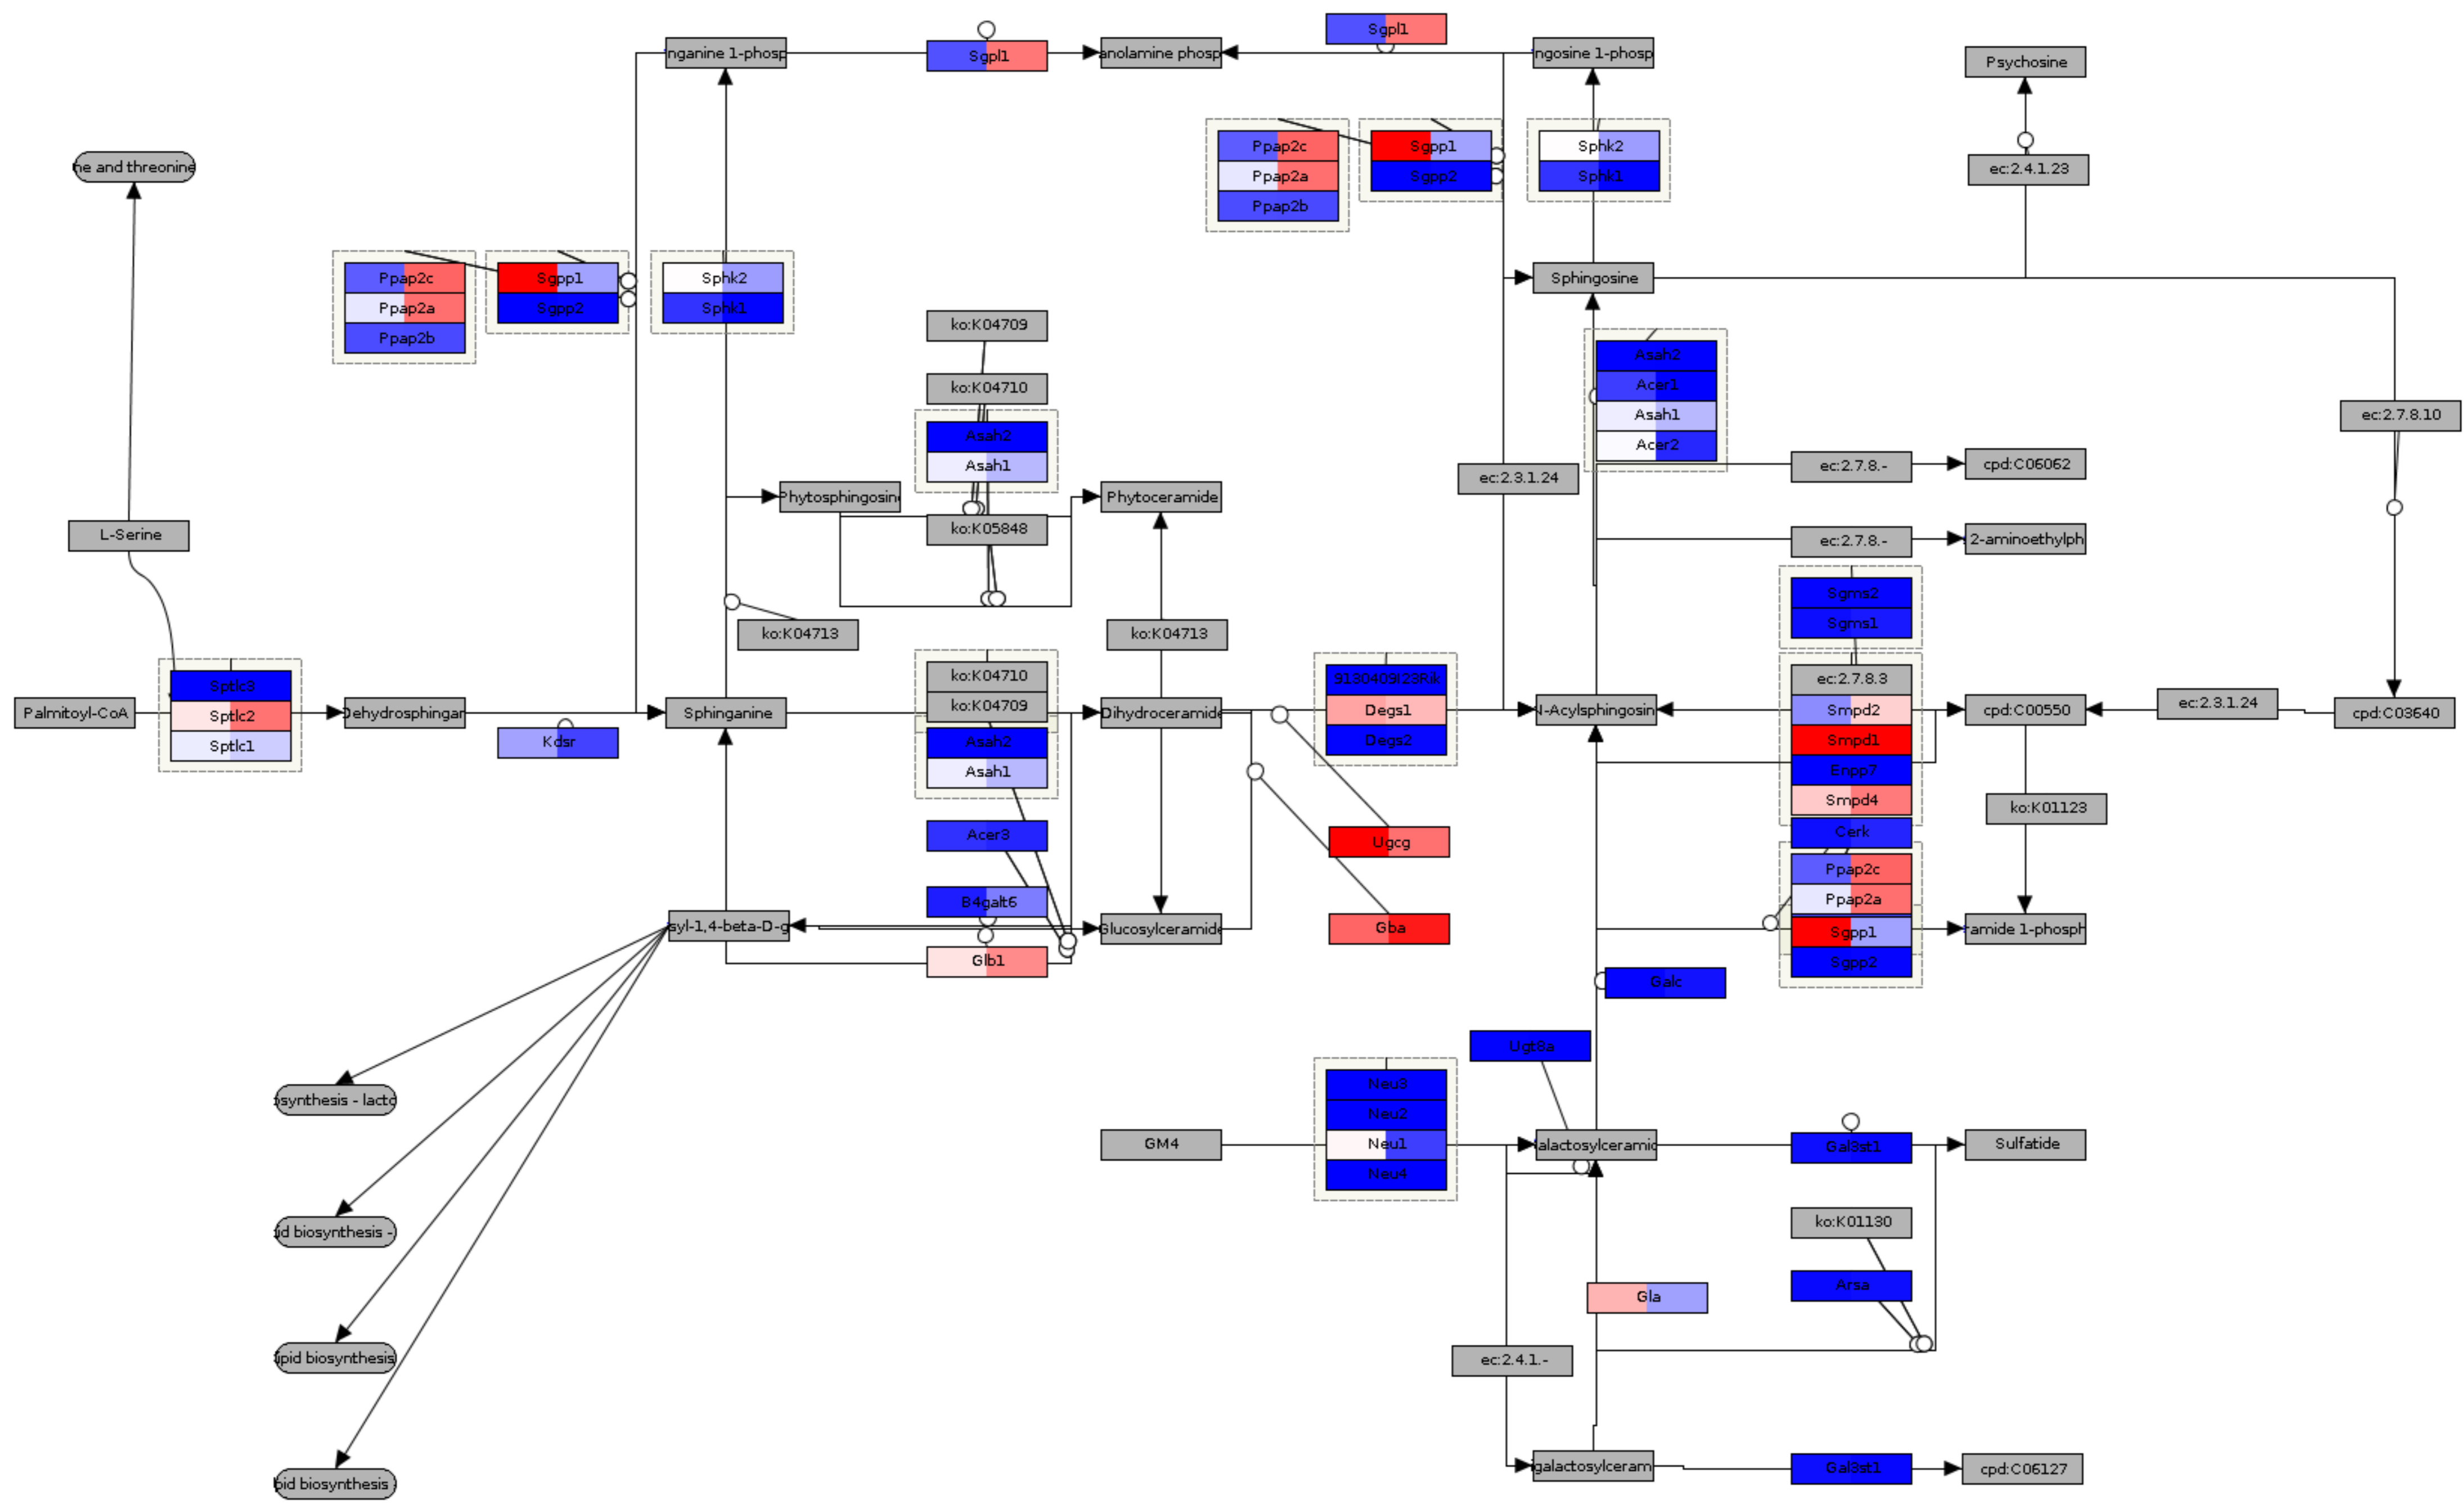 Sgpl1
nganine 1-phosp
Sgpl1
anolamine phosp
ngosine 1-phosp
Psychosine
Ppap2c
Sgpp1
Sphk2
Ppap2a
Sgpp2
Sphk1
Ppap2b
ne and threonine
ec:2.4.1.23
Ppap2c
Sgpp1
Sphk2
Ppap2a
Sgpp2
Sphk1
Ppap2b
Sphingosine
ko:K04709
ko:K04710
Asah2
Asah1
Asah2
Acer1
Asah1
Acer2
ec:2.7.8.10
ec:2.7.8.-
cpd:C06062
ec:2.3.1.24
Phytosphingosin
Phytoceramide
L-Serine
ko:K05848
ec:2.7.8.-
2-aminoethylph
ko:K04713
ko:K04713
Sgms2
Sgms1
Sptlc3
Sptlc2
Sptlc1
Palmitoyl-CoA
Dehydrosphingan
Kdsr
Sphinganine
ko:K04710
ko:K04709
Asah2
Asah1
Dihydroceramide
9130409I23Rik
Degs1
Degs2
N-Acylsphingosin
ec:2.7.8.3
Smpd2
Smpd1
Enpp7
Smpd4
cpd:C00550
ec:2.3.1.24
cpd:C03640
ko:K01123
Acer3
Ugcg
Cerk
Ppap2c
Ppap2a
Sgpp1
Sgpp2
B4galt6
syl-1,4-beta-D-g
Glucosylceramide
Gba
amide 1-phosph
Glb1
Galc
Ugt8a
osynthesis - lacto
Neu3
Neu2
Neu1
Neu4
GM4
alactosylceramic
Gal3st1
Sulfatide
id biosynthesis -
ko:K01130
Arsa
Gla
ipid biosynthesis
ec:2.4.1.-
pid biosynthesis
galactosylceram
Gal3st1
cpd:C06127